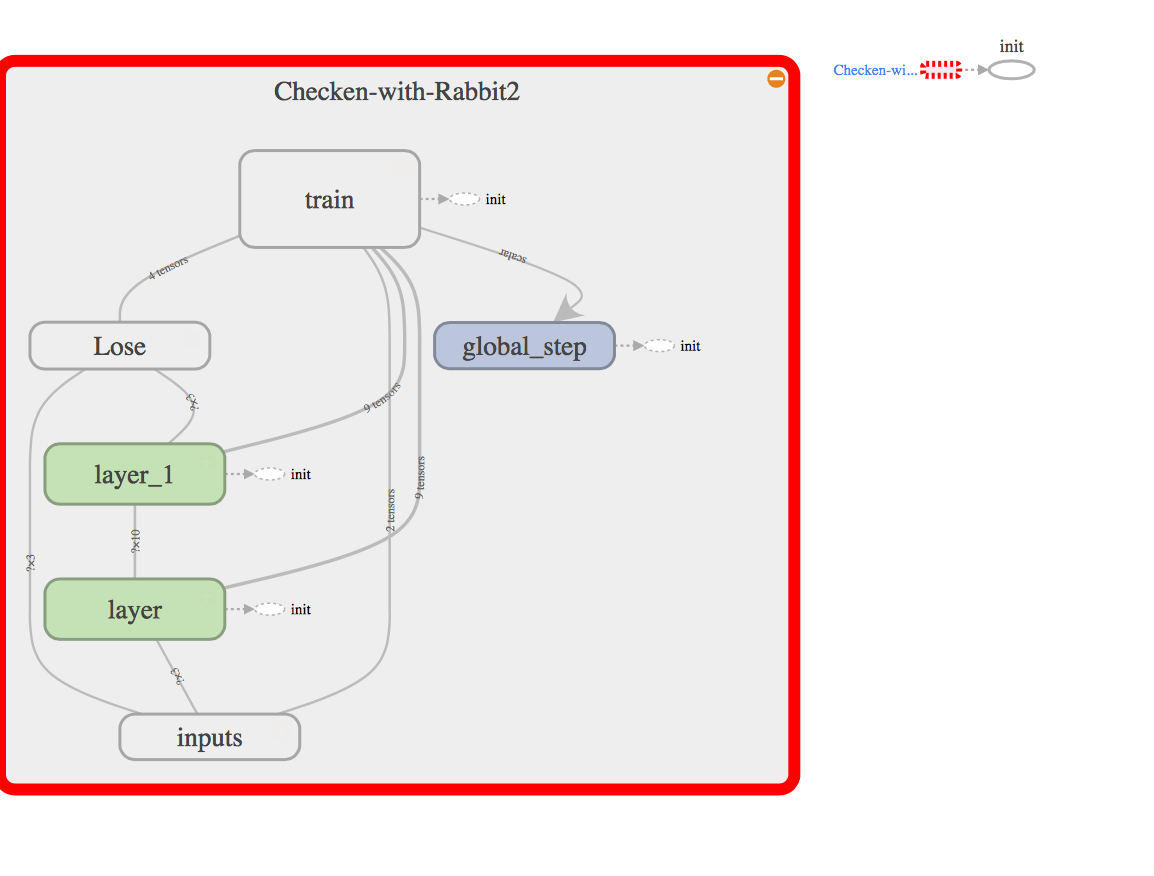 init
Checken-wi...
Checken-with-Rabbit2
train
init
scalar
4 tensors
Lose
global_step
init
?×3
9 tensors
layer_1
init
9 tensors
2 tensors
?×10
?×3
layer
init
?×3
inputs